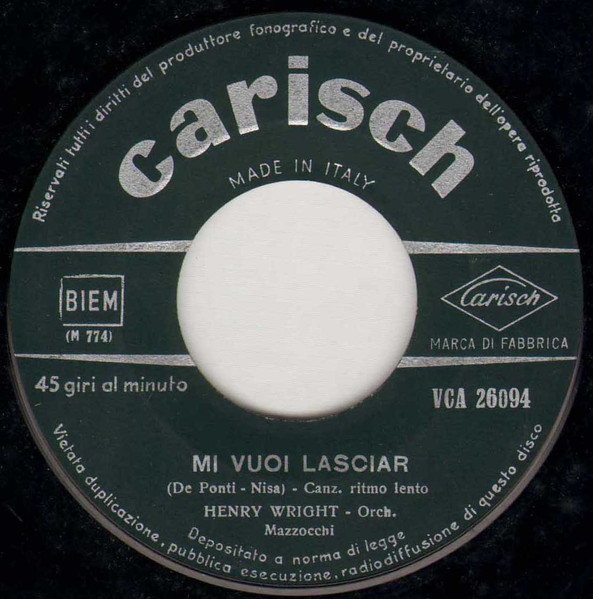 Riservati tutti i diritti del produttore fonografico e del proprietario dell'opera riprodotta
carisch
MADE IN ITALY
BIEM
(M 774)
Carisch
MARCA DI FABBRICA
45 giri al minuto
VCA 26094
MI VUOI LASCIAR
(De Ponti - Nisa) - Canz. ritmo lento
HENRY WRIGHT - Orch.
Mazzocchi
Depositato a norma di legge
Vietata duplicazione, pubblica esecuzione, radiodiffusione di questo disco